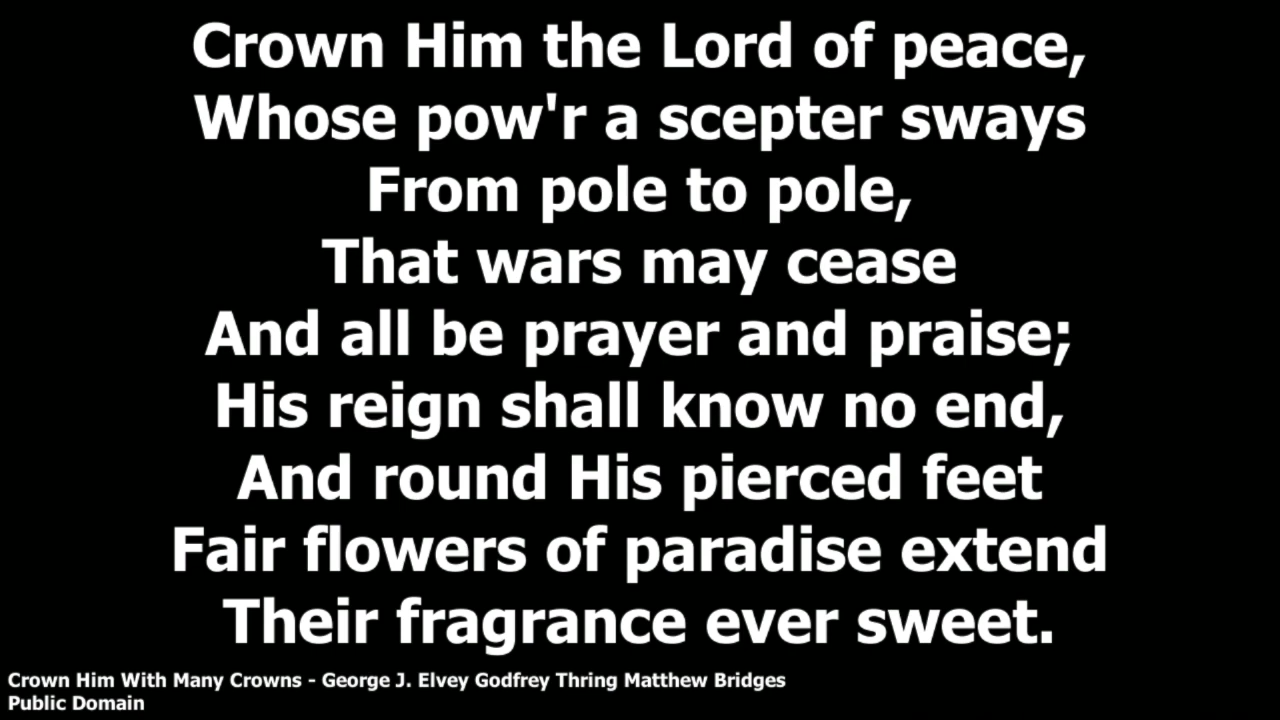 Crown Him the Lord of peace,
Whose pow'r a scepter sways
From pole to pole,
That wars may cease
And all be prayer and praise;
His reign shall know no end,
And round His pierced feet
Fair flowers of paradise extend
Their fragrance ever sweet.
Crown Him With Many Crowns - George J. Elvey Godfrey Thring Matthew Bridges
Public Domain